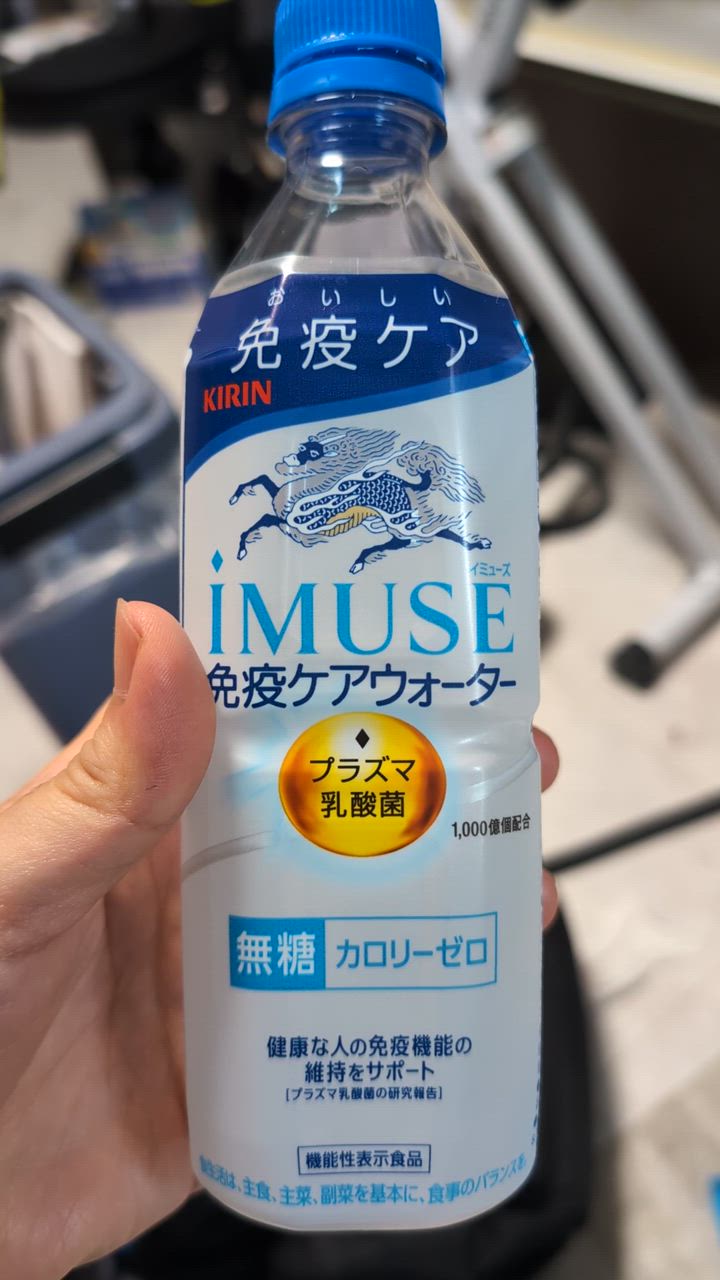 おいしい
免疫ケア
KIRIN
イミューズ
iMUSE
免疫ケアウォーター
プラズマ
乳酸菌
1,000億個配合
無糖 カロリーゼロ
健康な人の免疫機能の
維持をサポート
[プラズマ乳酸菌の研究報告]
機能性表示食品
食生活は、主食、主菜、副菜を基本に、食事のバランスを。